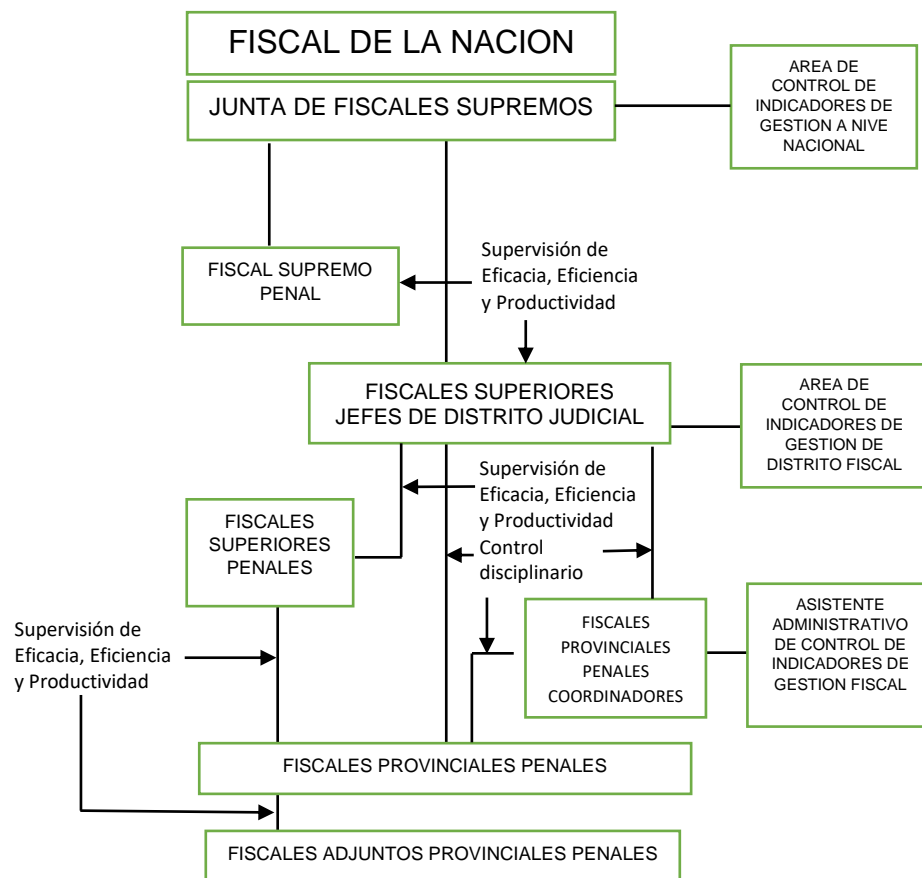 FISCAL DE LA NACION
JUNTA DE FISCALES SUPREMOS
AREA DE
CONTROL DE
INDICADORES DE
GESTION A NIVE
NACIONAL
FISCAL SUPREMO
PENAL
Supervisión de
Eficacia, Eficiencia
y Productividad
FISCALES SUPERIORES
JEFES DE DISTRITO JUDICIAL
AREA DE
CONTROL DE
INDICADORES DE
GESTION DE
DISTRITO FISCAL
Supervisión de
Eficacia, Eficiencia
y Productividad
Control
disciplinario
FISCALES
SUPERIORES
PENALES
FISCALES
PROVINCIALES
PENALES
COORDINADORES
ASISTENTE
ADMINISTRATIVO
DE CONTROL DE
INDICADORES DE
GESTION FISCAL
Supervisión de
Eficacia, Eficiencia
y Productividad
FISCALES PROVINCIALES PENALES
FISCALES ADJUNTOS PROVINCIALES PENALES